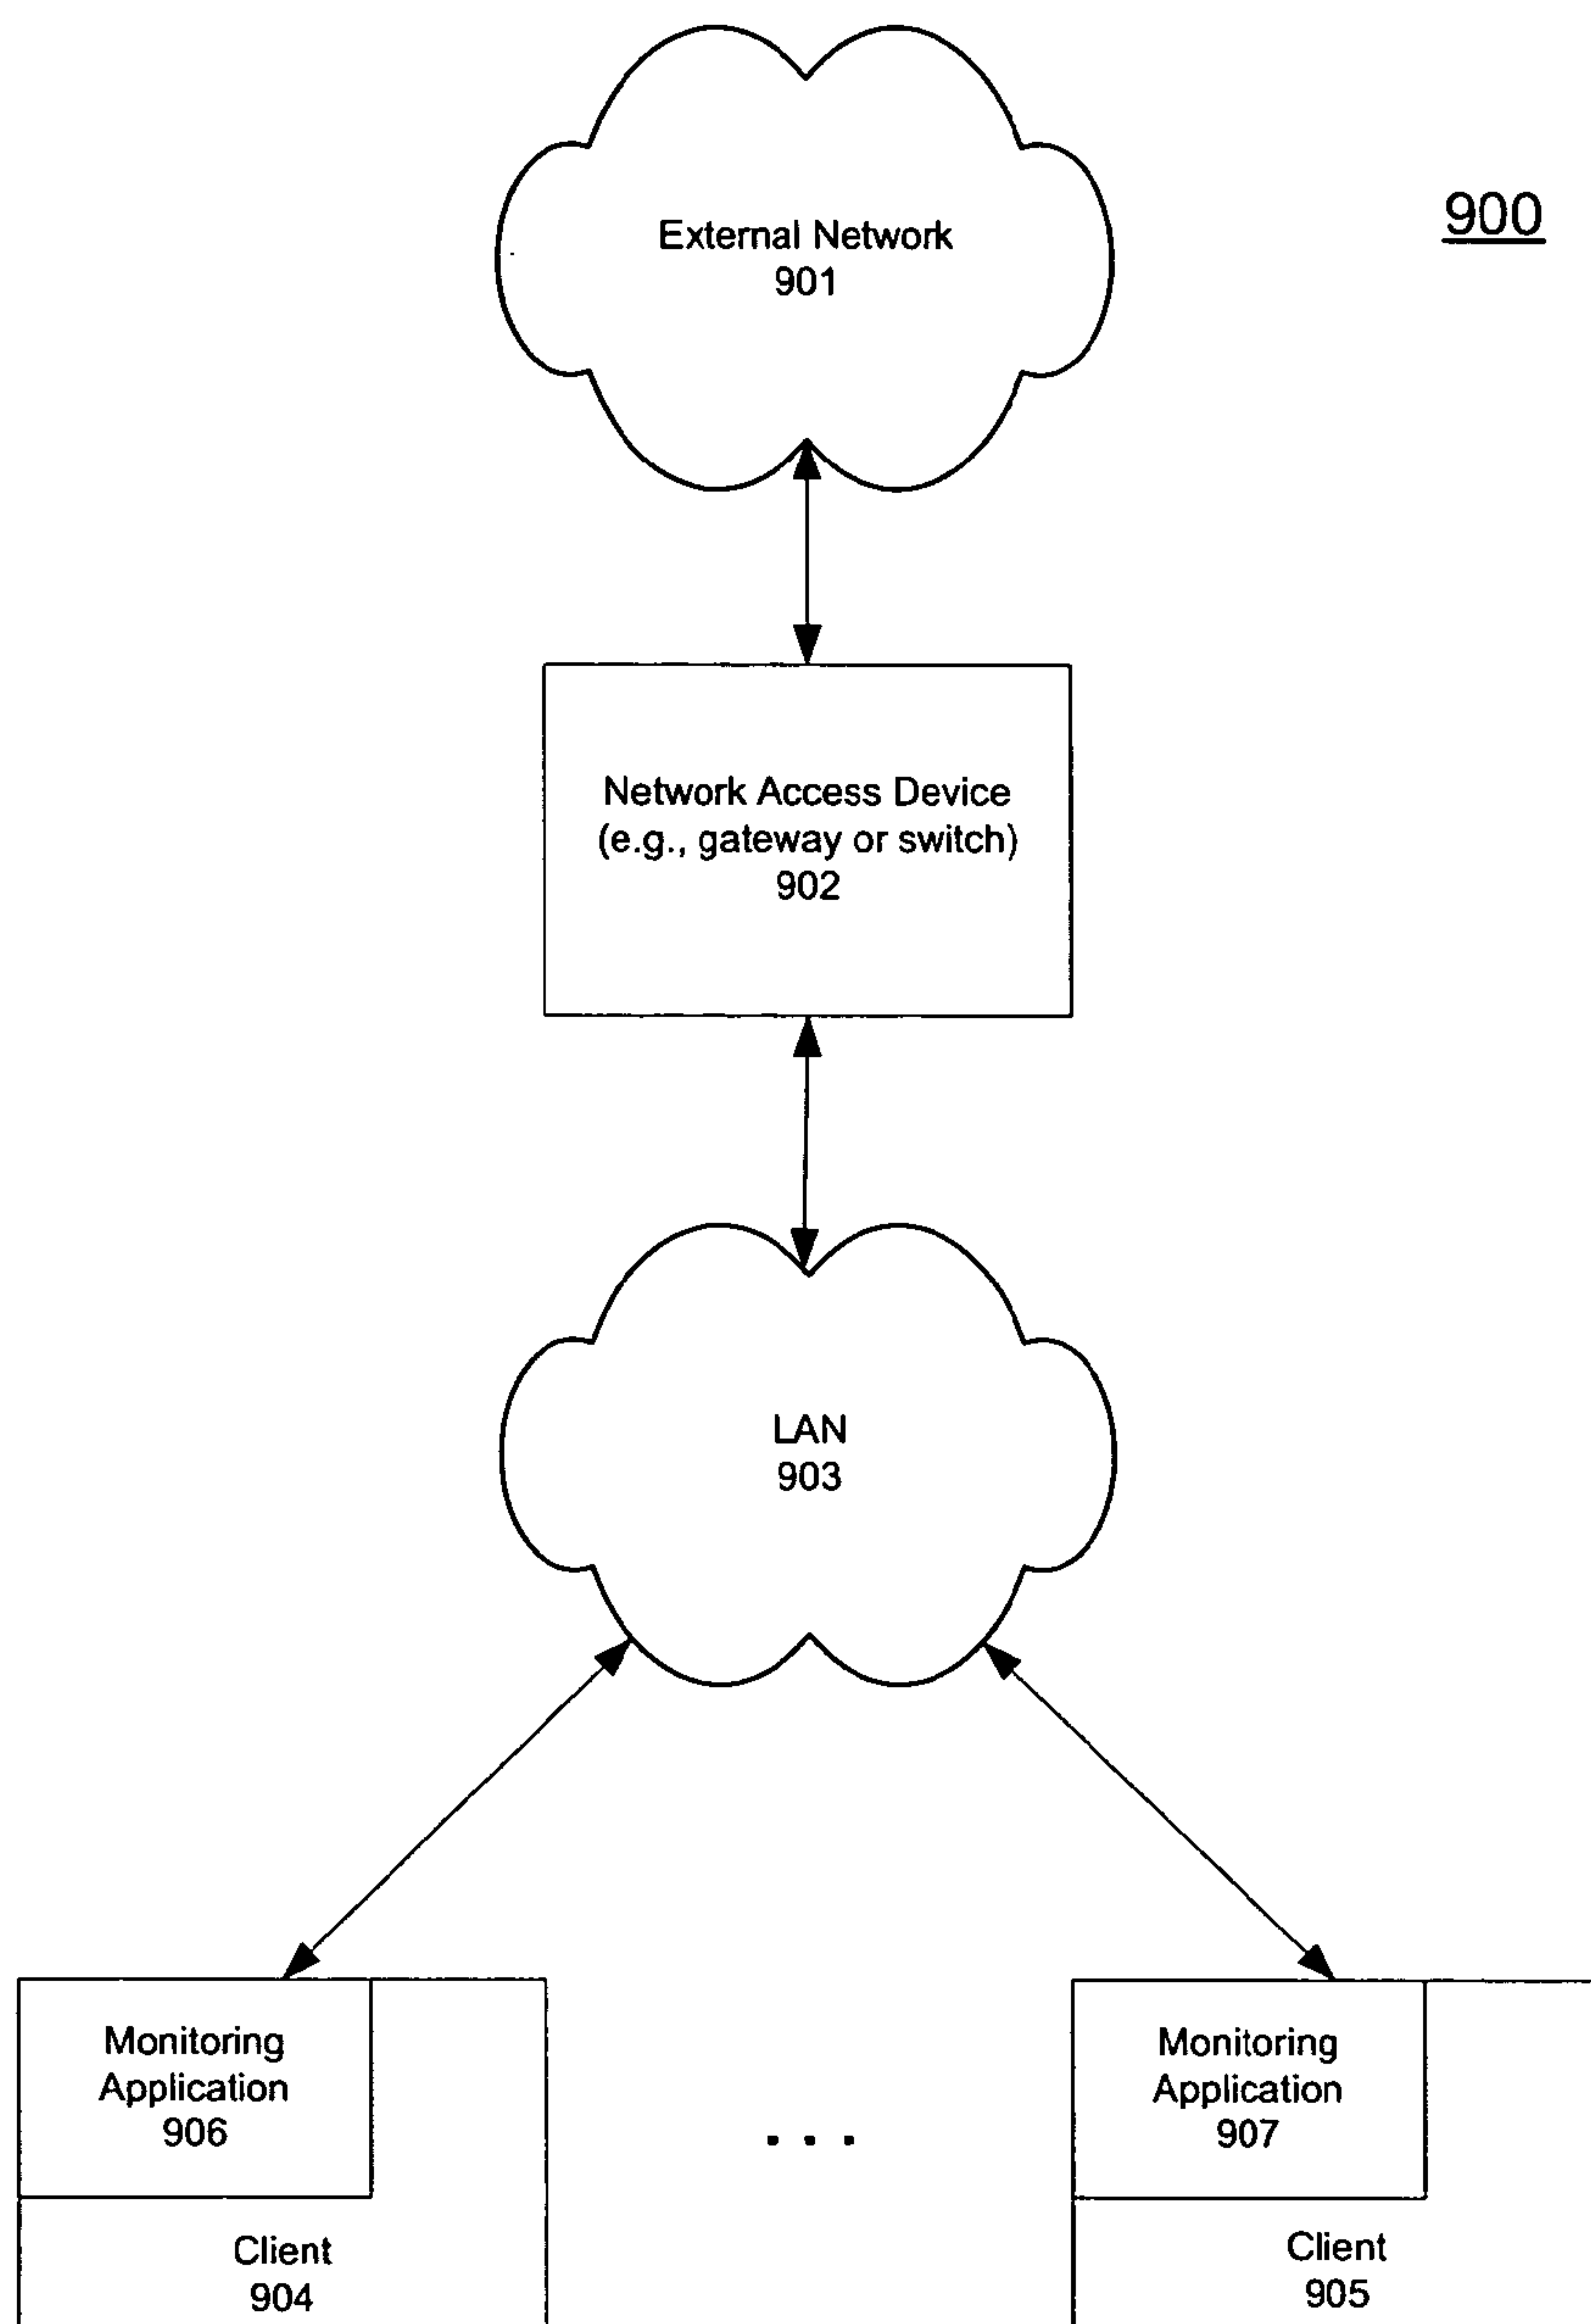 900
External Network
901
Network Access Device
(e.g., gateway or switch)
902
LAN
903
Monitoring
Application
906
Client
904
. . .
Monitoring
Application
907
Client
905